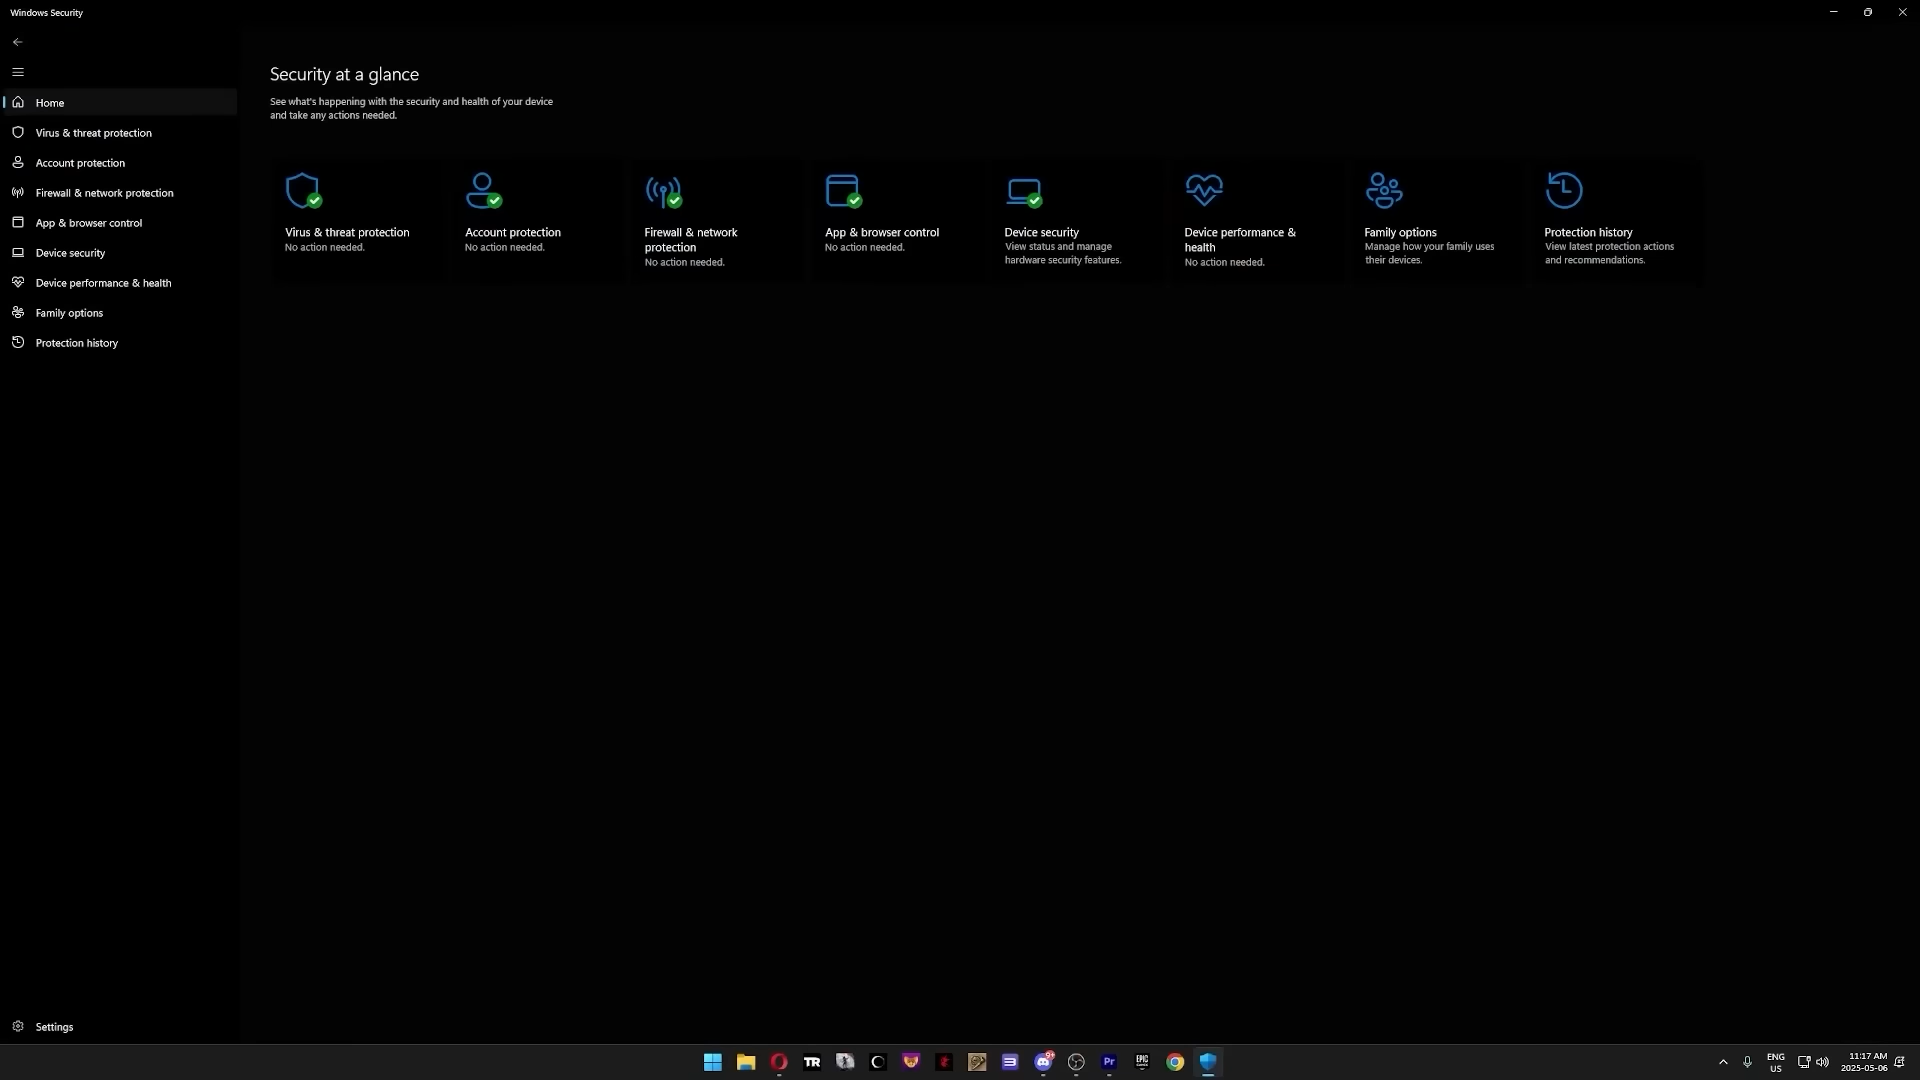 Windows Security
Home
Virus & threat protection
Account protection
Firewall & network protection
App & browser control
Device security
Device performance & health
Family options
Protection history
Settings
Security at a glance
See what's happening with the security and health of your device
and take any actions needed.
Virus & threat protection
No action needed.
Account protection
No action needed.
Firewall & network
protection
No action needed.
App & browser control
No action needed.
Device security
View status and manage
hardware security features.
Device performance &
health
No action needed.
Family options
Manage how your family uses
their devices.
Protection history
View latest protection actions
and recommendations.
TR
9+
Pr
EPIC
ENG
US
11:17 AM
2025-05-06